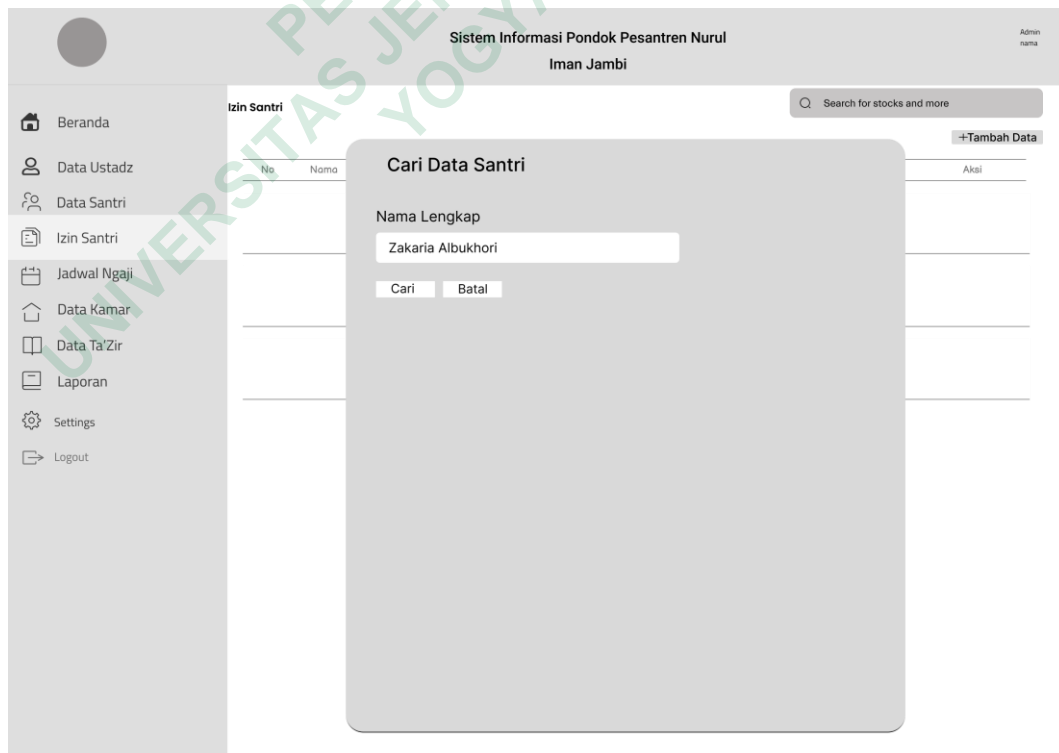 Sistem Informasi Pondok Pesantren Nurul
Iman Jambi
Admin
nama
Beranda
Data Ustadz
Data Santri
Izin Santri
Jadwal Ngaji
Data Kamar
Data Ta'Zir
Laporan
Settings
Logout
Izin Santri
Search for stocks and more
+Tambah Data
No Nama Aksi
Cari Data Santri
Nama Lengkap
Zakaria Albukhori
Cari Batal
UNIVERSITAS